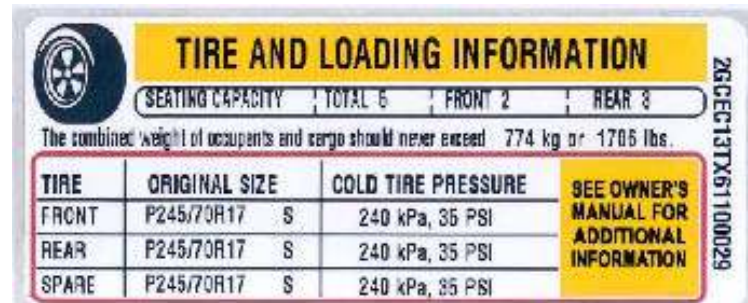 TIRE AND LOADING INFORMATION
SEATING CAPACITY TOTAL 5 FRONT 2 REAR 3
The combined weight of occupants and cargo should never exceed 774 kg or 1706 lbs.
TIRE ORIGINAL SIZE COLD TIRE PRESSURE
FRONT P245/70R17 S 240 kPa, 35 PSI
REAR P245/70R17 S 240 kPa, 35 PSI
SPARE P245/70R17 S 240 kPa, 35 PSI
SEE OWNER'S
MANUAL FOR
ADDITIONAL
INFORMATION
2GCEC13TX61100029